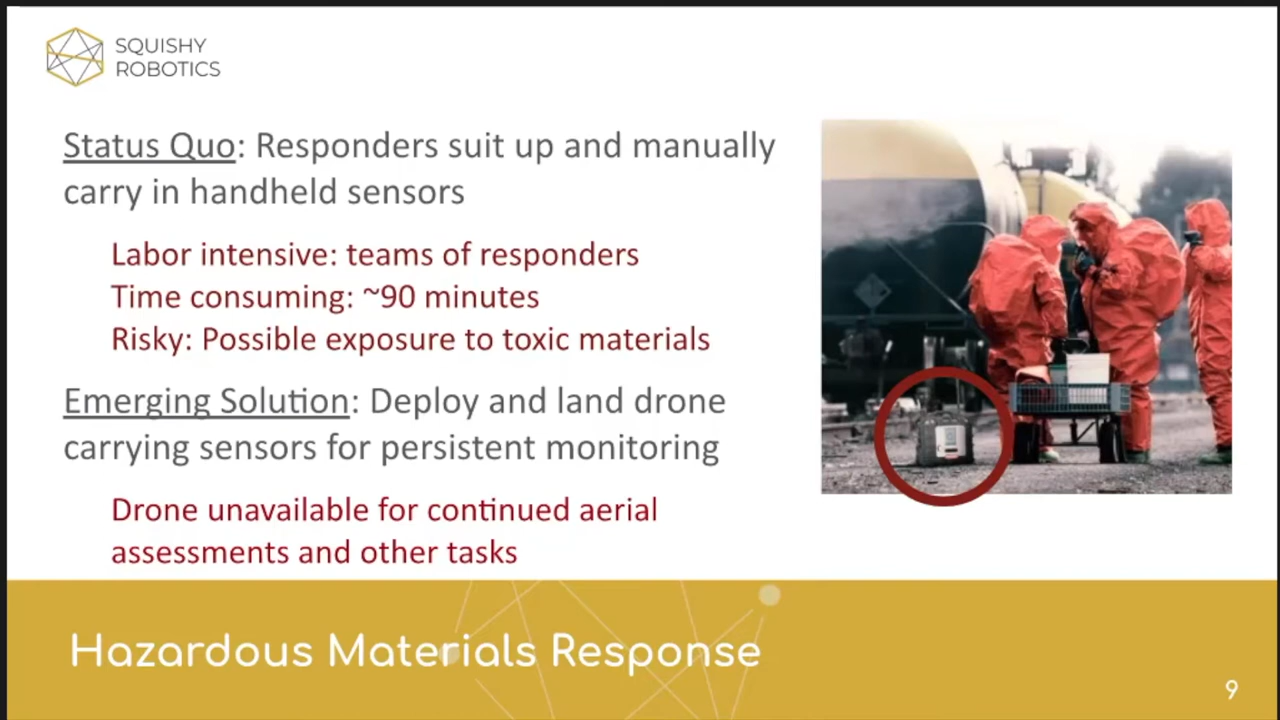 SQUISHY
ROBOTICS
Status Quo: Responders suit up and manually
carry in handheld sensors
Labor intensive: teams of responders
Time consuming: ~90 minutes
Risky: Possible exposure to toxic materials
Emerging Solution: Deploy and land drone
carrying sensors for persistent monitoring
Drone unavailable for continued aerial
assessments and other tasks
Hazardous Materials Response
9